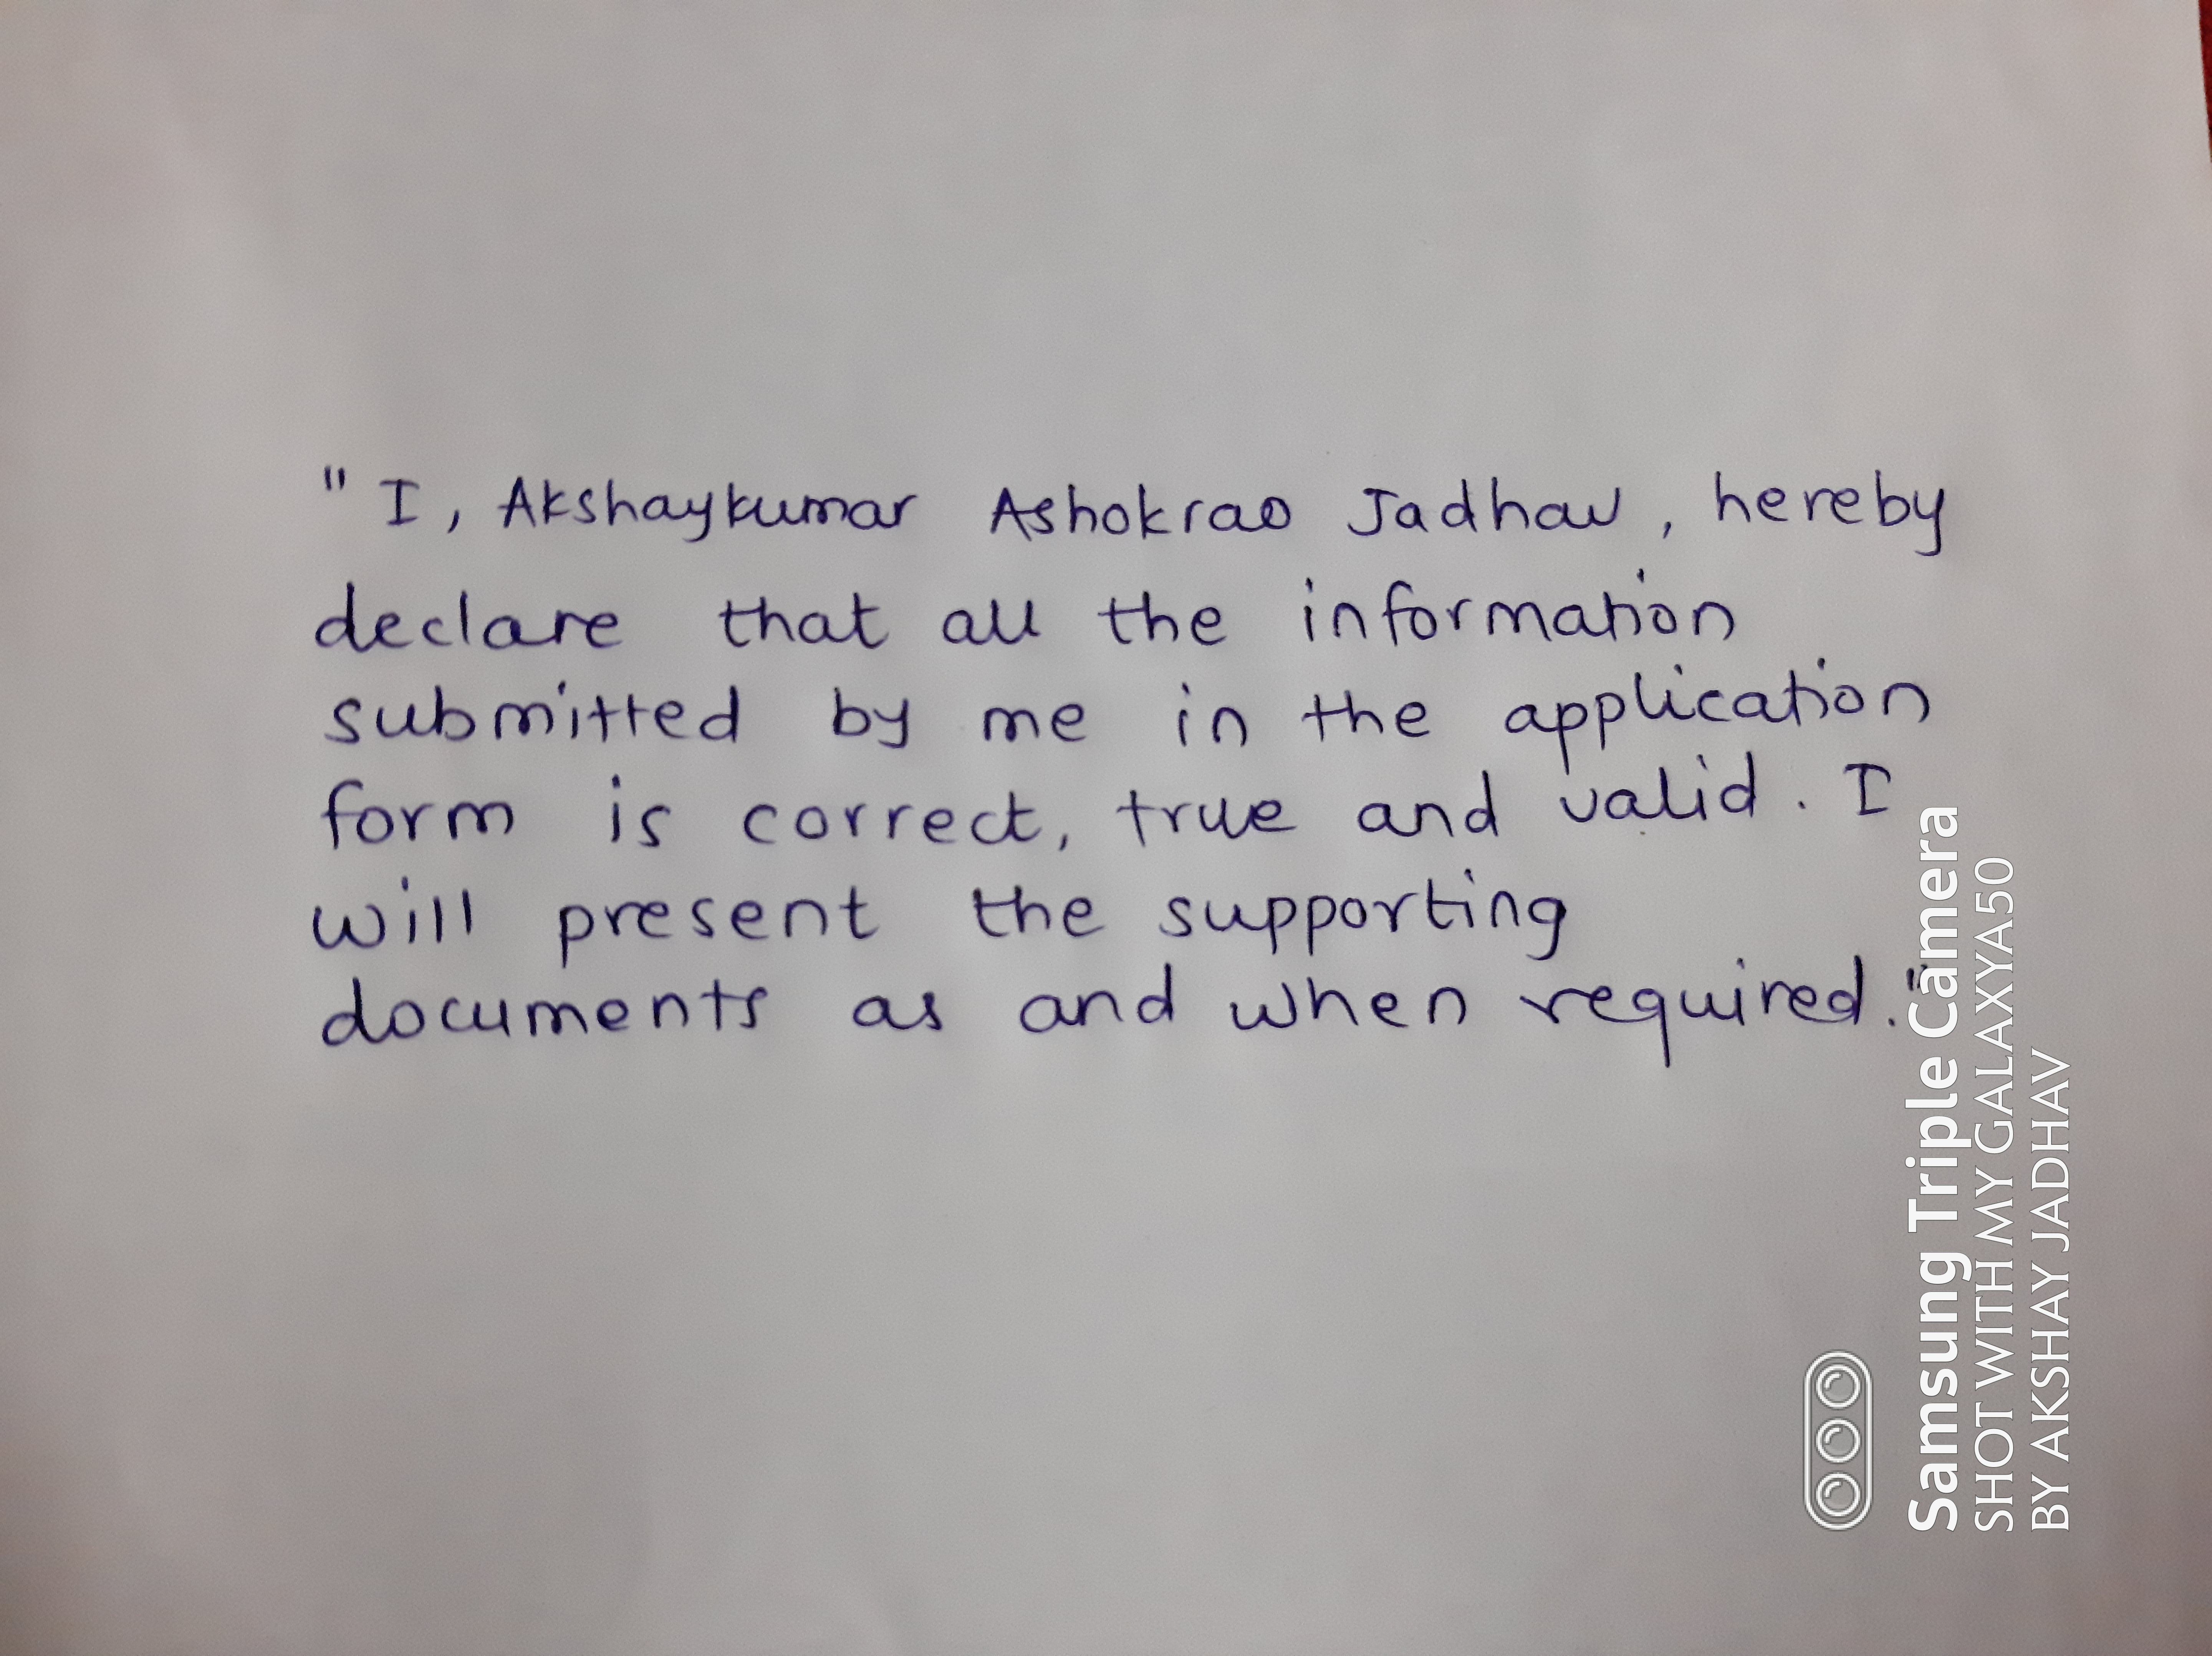 "I, Akshaykumar Ashokrao Jadhav, hereby
declare that all the information
submitted by me in the application
form is correct, true and valid. I
will present the supporting
documents as and when required."
Samsung Triple Camera
SHOT WITH MY GALAXYA50
BY AKSHAY JADHAV